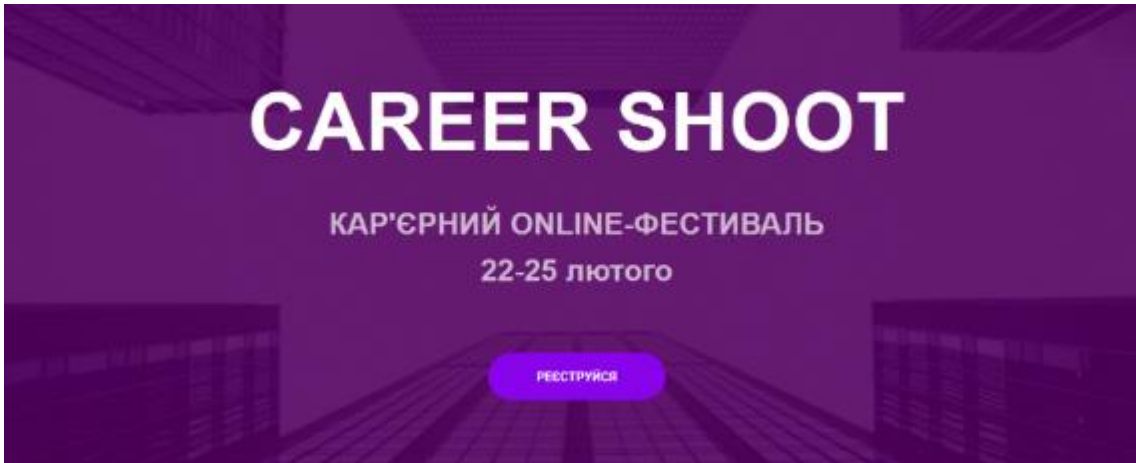 CAREER SHOOT
КАР'ЄРНИЙ ONLINE-ФЕСТИВАЛЬ
22-25 лютого
РЕЄСТРУЙСЯ